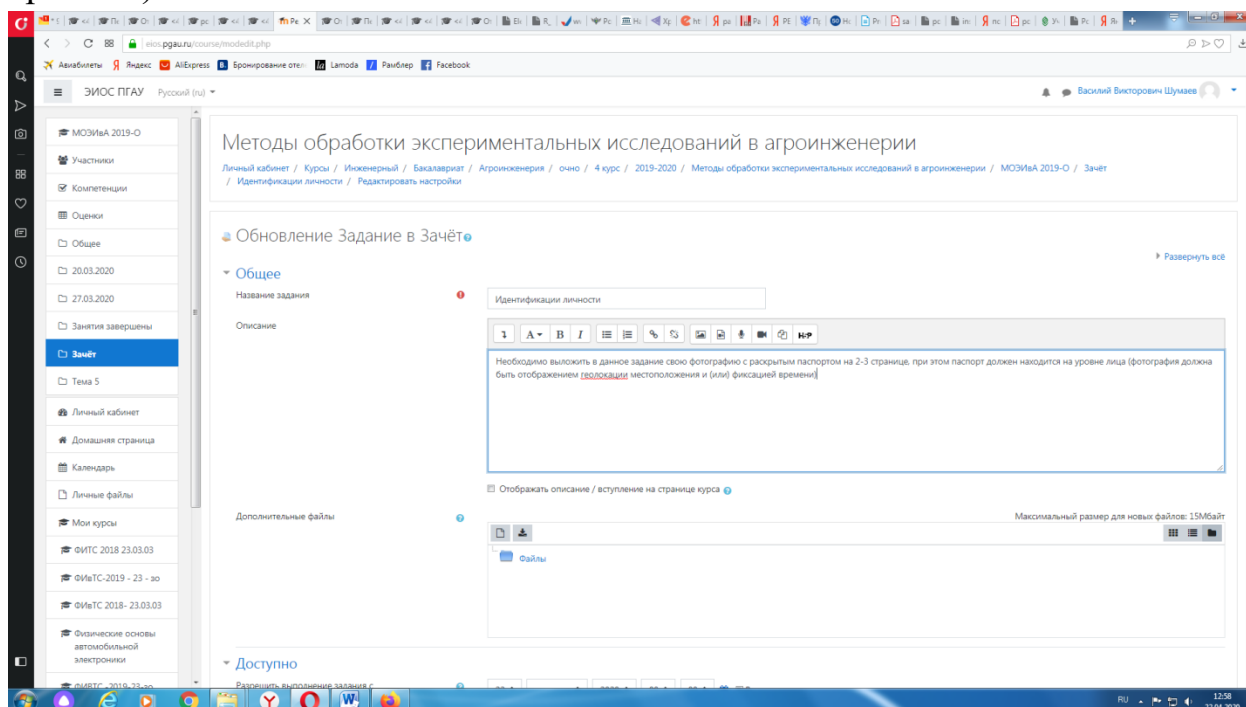 eios.pgau.ru/course/modedit.php
Авиабилеты Яндекс AliExpress Бронирование отел Lamoda Рамблер Facebook
ЭИОС ПГАУ Русский (ru)
Василий Викторович Шумаев
МОЭИвА 2019-О
Участники
Компетенции
Оценки
Общее
20.03.2020
27.03.2020
Занятия завершены
Зачёт
Тема 5
Личный кабинет
Домашняя страница
Календарь
Личные файлы
Мои курсы
ФИТС 2018 23.03.03
ФИвТС-2019 - 23 - зо
ФИвТС 2018- 23.03.03
Физические основы
автомобильной
электроники
Методы обработки экспериментальных исследований в агроинженерии
Личный кабинет / Курсы / Инженерный / Бакалавриат / Агроинженерия / очно / 4 курс / 2019-2020 / Методы обработки экспериментальных исследований в агроинженерии / МОЭИвА 2019-О / Зачёт
/ Идентификации личности / Редактировать настройки
Обновление Задание в Зачёт
Развернуть всё
Общее
Название задания
Идентификации личности
Описание
Необходимо выложить в данное задание свою фотографию с раскрытым паспортом на 2-3 странице, при этом паспорт должен находится на уровне лица (фотография должна
быть отображением геолокации местоположения и (или) фиксацией времени)
Отображать описание / вступление на странице курса
Дополнительные файлы
Максимальный размер для новых файлов: 15Мбайт
Файлы
Доступно
Разрешить выполнение задания с
RU
12:58